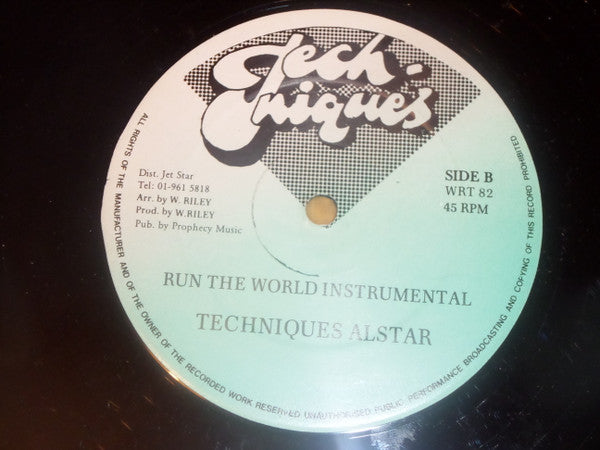 Tech-
niques
Dist. Jet Star
Tel: 01-961 5818
Arr. by W. RILEY
Prod. by W.RILEY
Pub. by Prophecy Music
SIDE B
WRT 82
45 RPM
RUN THE WORLD INSTRUMENTAL
TECHNIQUES ALSTAR
ALL RIGHTS OF THE MANUFACTURER AND OF THE OWNER OF THE RECORDED WORK RESERVED UNAUTHORISED PUBLIC PERFORMANCE BROADCASTING AND COPYING OF THIS RECORD PROHIBITED